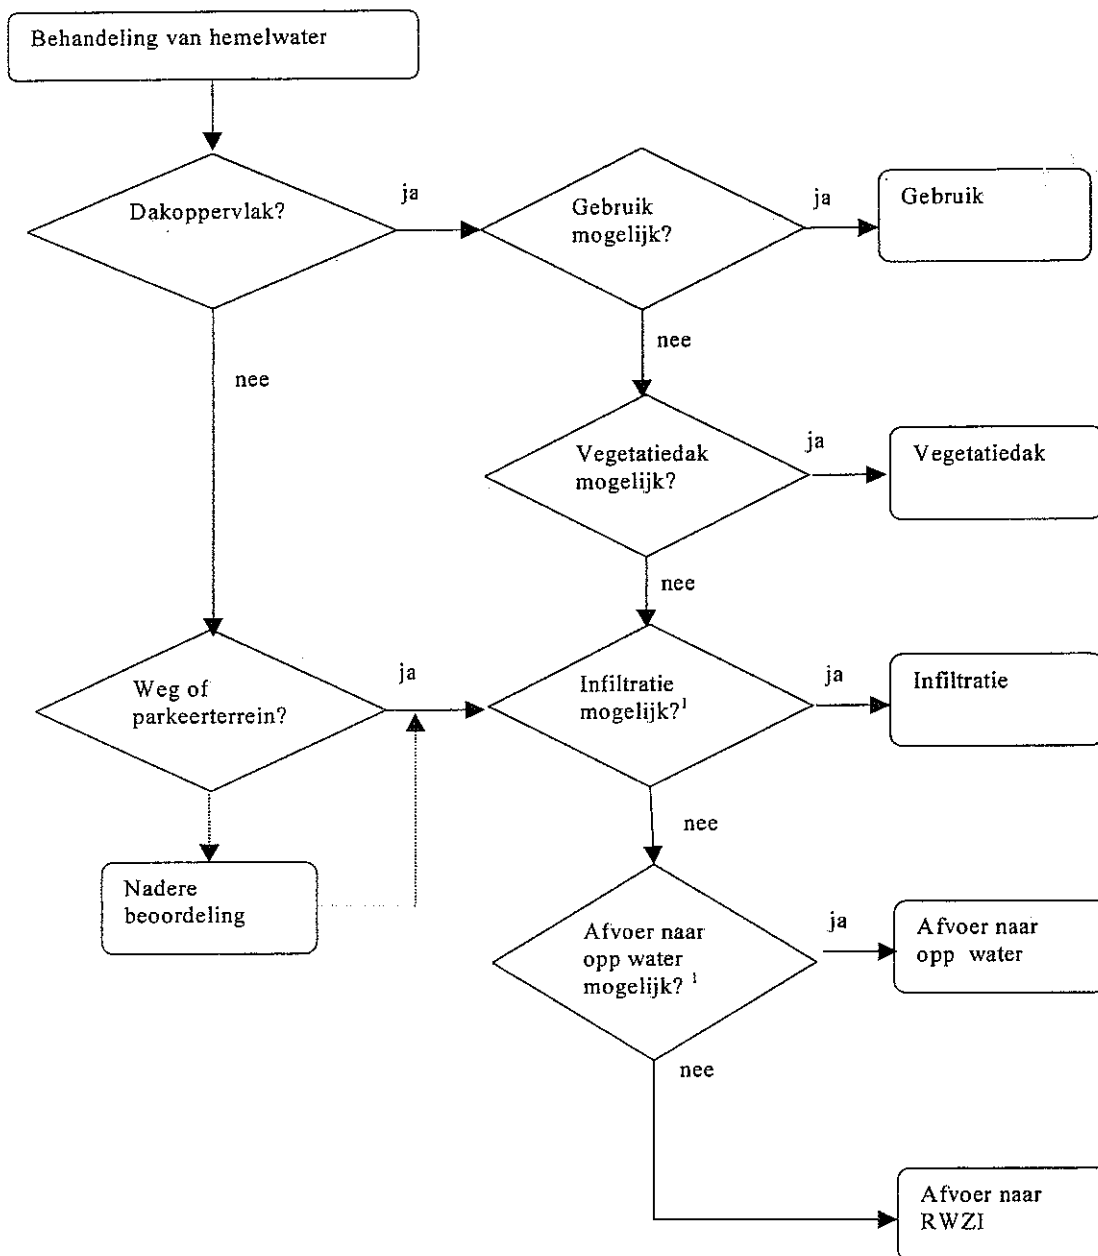 Behandeling van hemelwater
Dakoppervlak?
ja
Gebruik
mogelijk?
ja
Gebruik
nee
nee
Vegetatiedak
mogelijk?
ja
Vegetatiedak
nee
Weg of
parkeerterrein?
ja
Infiltratie
mogelijk?¹
ja
Infiltratie
nee
Nadere
beoordeling
Afvoer naar
opp water
mogelijk? ¹
ja
Afvoer naar
opp water
nee
Afvoer naar
RWZI